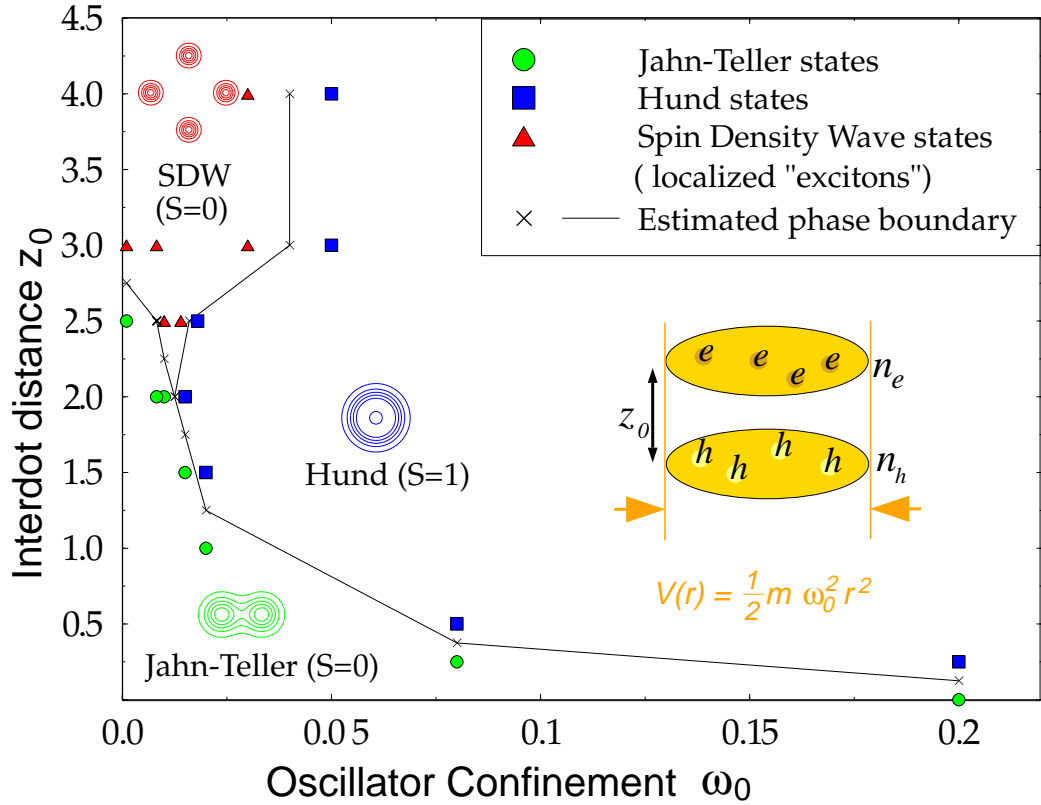 4.5
4.0
3.5
3.0
2.5
2.0
1.5
1.0
0.5
Interdot distance z₀
SDW
(S=0)
Jahn-Teller states
Hund states
Spin Density Wave states
( localized "excitons")
Estimated phase boundary
Hund (S=1)
Jahn-Teller (S=0)
e e e e
nₑ
z₀
h h h h
nₕ
V(r) = ½ m ω₀² r²
0.0 0.05 0.1 0.15 0.2
Oscillator Confinement ω₀